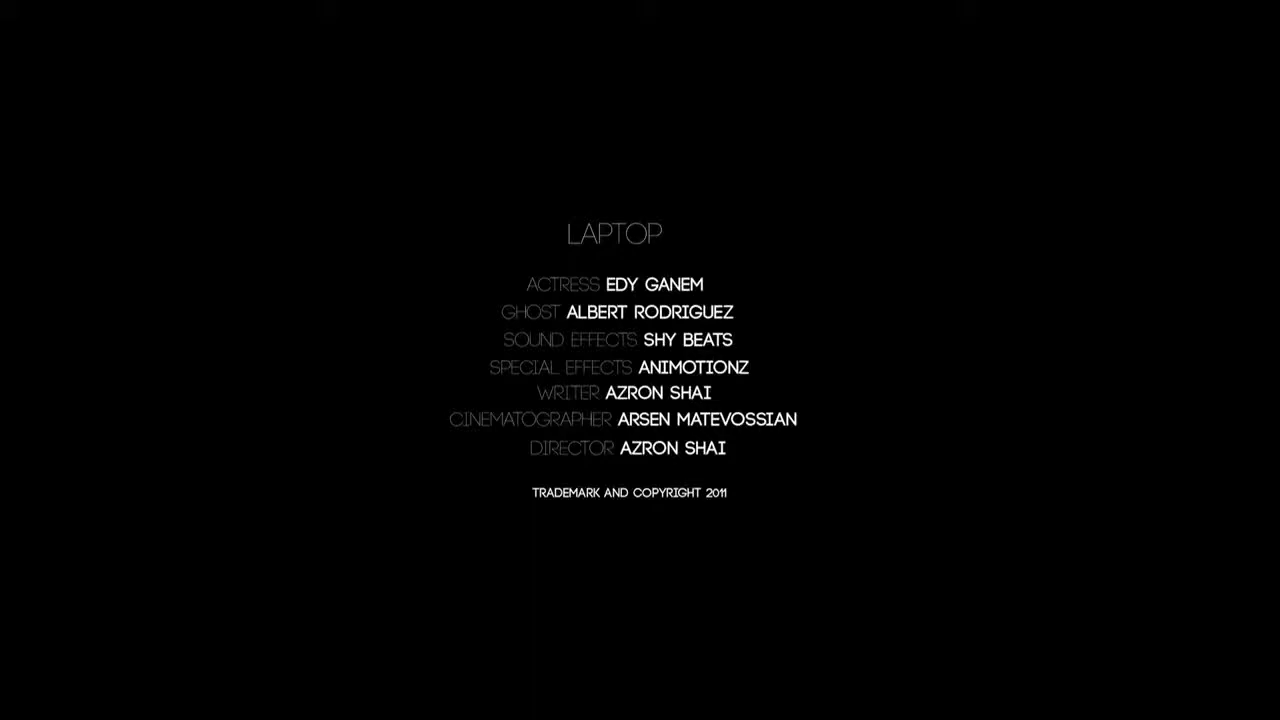 LAPTOP
ACTRESS EDY GANEM
GHOST ALBERT RODRIGUEZ
SOUND EFFECTS SHY BEATS
SPECIAL EFFECTS ANIMOTIONZ
WRITER AZRON SHAI
CINEMATOGRAPHER ARSEN MATEVOSSIAN
DIRECTOR AZRON SHAI
TRADEMARK AND COPYRIGHT 2011